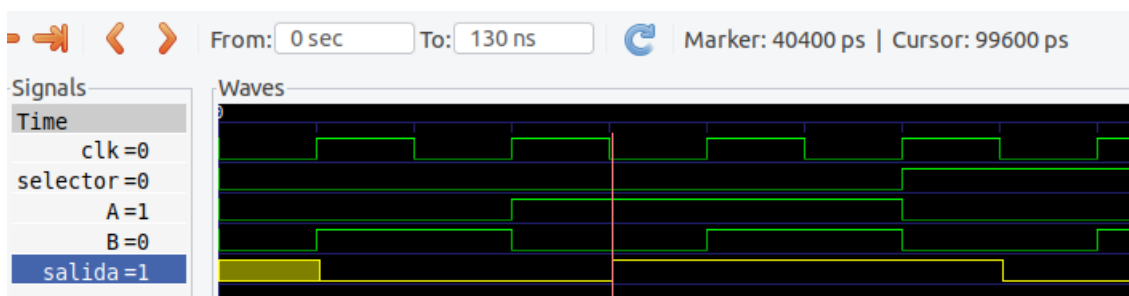 From: 0 sec To: 130 ns Marker: 40400 ps | Cursor: 99600 ps
Signals Waves
Time 0
clk=0
selector=0
A=1
B=0
salida=1